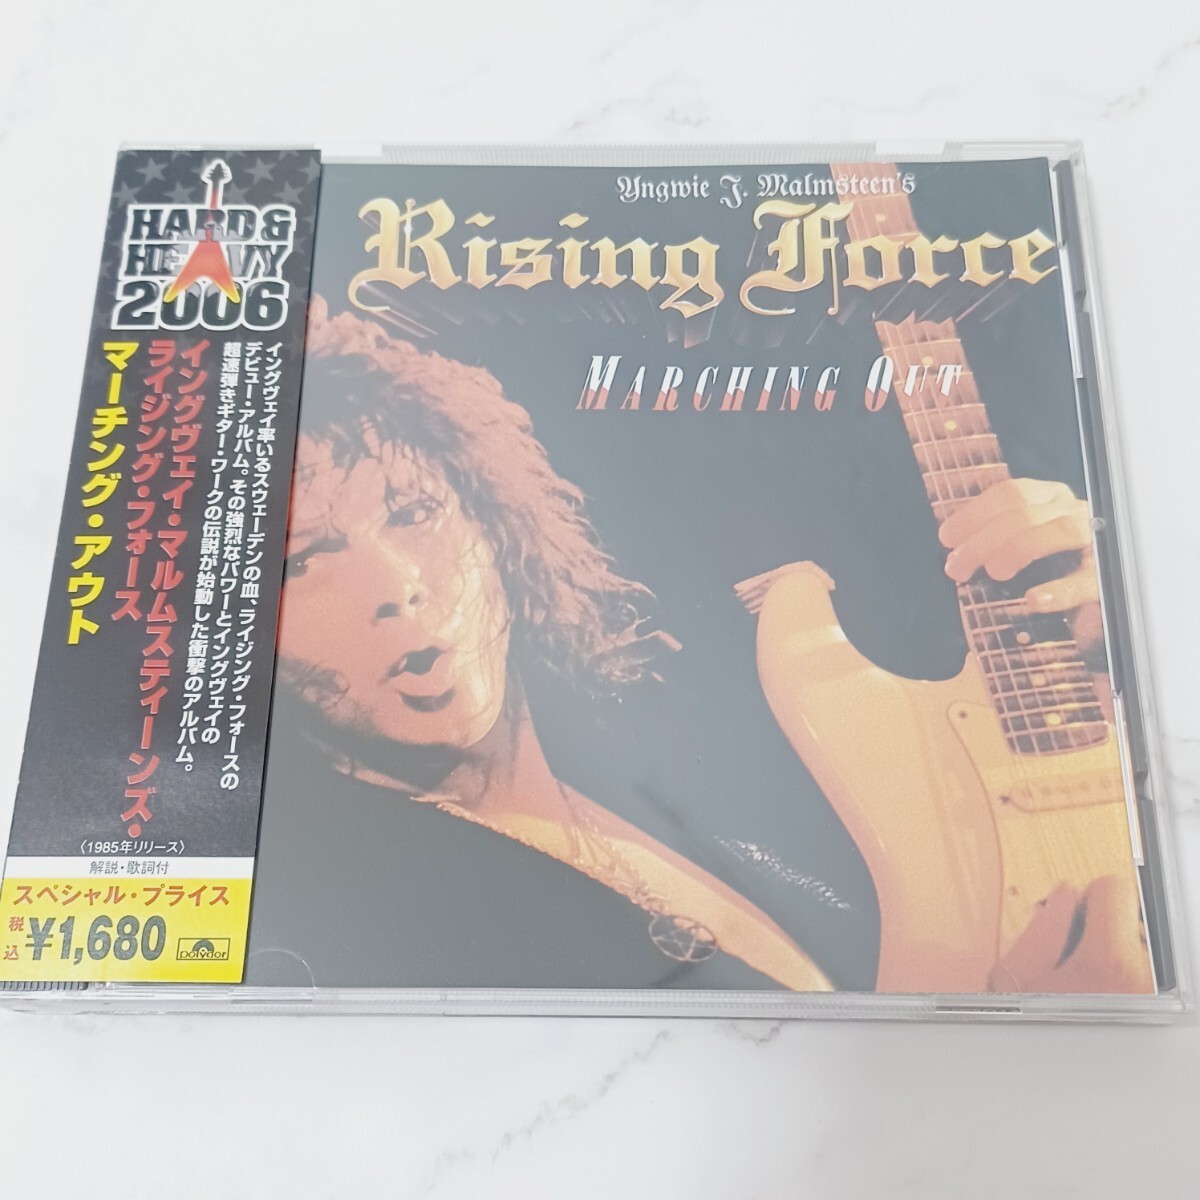 HARD &
HEAVY
2006
イングヴェイ率いるスウェーデンの血、ライジング・フォースの
デビュー・アルバム。その強烈なパワーとイングヴェイの
超速弾きギター・ワークの伝説が始動した衝撃のアルバム。
イングヴェイ・マルムスティーンズ・
ライジング・フォース
マーチング・アウト
〈1985年リリース〉
解説・歌詞付
スペシャル・プライス
税込 ¥1,680
polydor
Yngwie J. Malmsteen's
Rising Force
MARCHING OUT